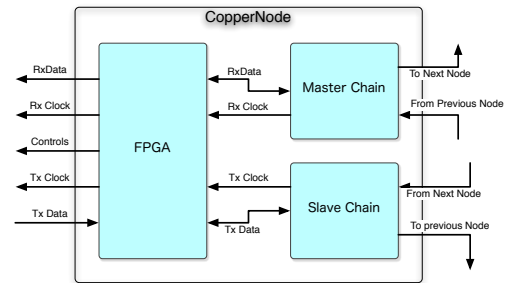 CopperNode
RxData
Rx Clock
Controls
Tx Clock
Tx Data
FPGA
RxData
Rx Clock
Tx Clock
Tx Data
Master Chain
Slave Chain
To Next Node
From Previous Node
From Next Node
To previous Node